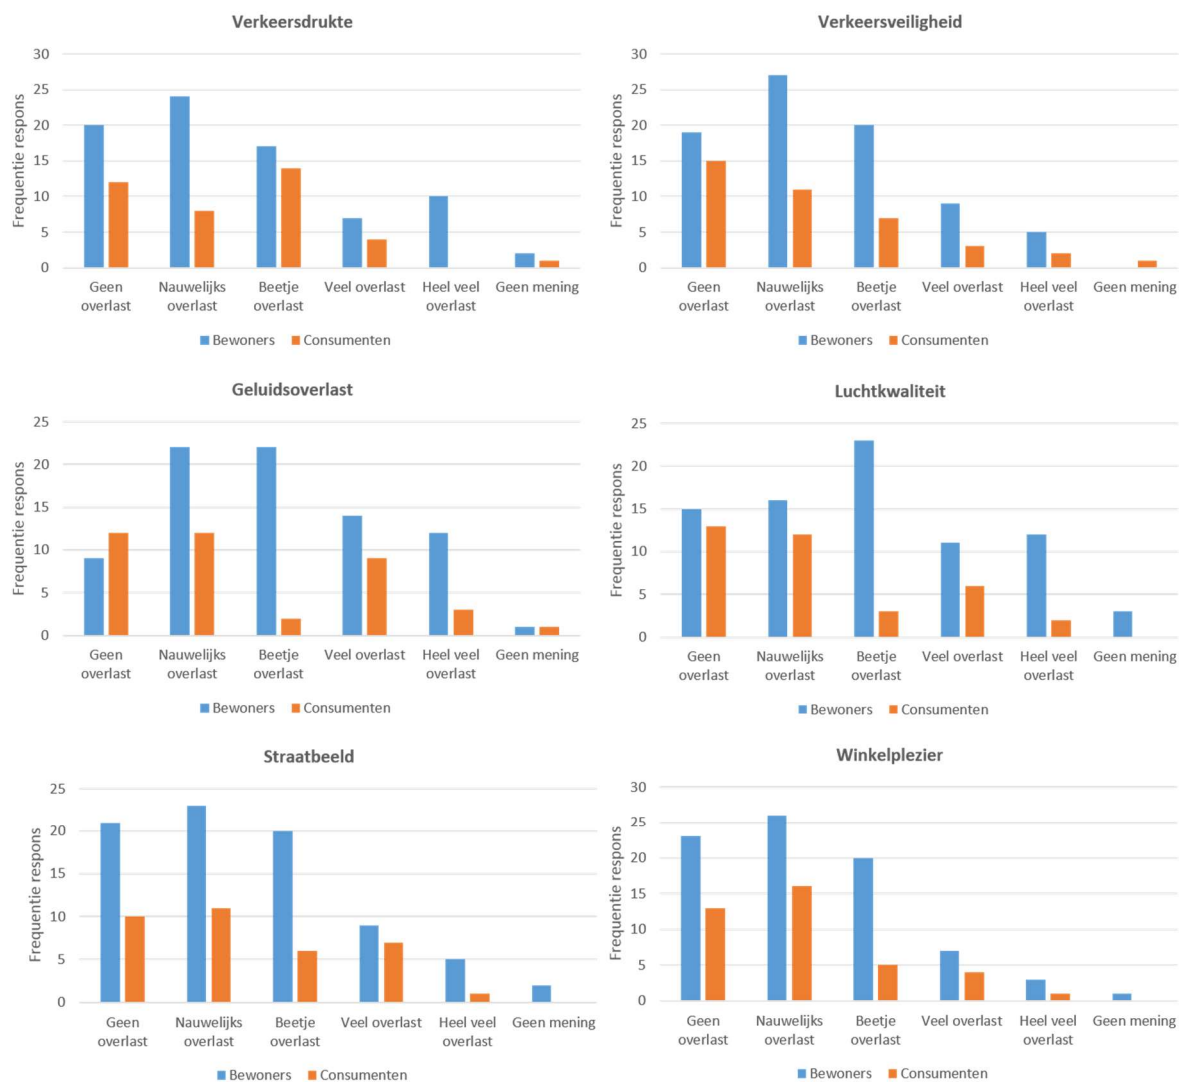 Verkeersdrukte
30
25
20
15
10
5
0
Frequentie respons
Geen overlast
Nauwelijks overlast
Beetje overlast
Veel overlast
Heel veel overlast
Geen mening
Bewoners
Consumenten
Verkeersveiligheid
30
25
20
15
10
5
0
Frequentie respons
Geen overlast
Nauwelijks overlast
Beetje overlast
Veel overlast
Heel veel overlast
Geen mening
Bewoners
Consumenten
Geluidsoverlast
25
20
15
10
5
0
Frequentie respons
Geen overlast
Nauwelijks overlast
Beetje overlast
Veel overlast
Heel veel overlast
Geen mening
Bewoners
Consumenten
Luchtkwaliteit
25
20
15
10
5
0
Frequentie respons
Geen overlast
Nauwelijks overlast
Beetje overlast
Veel overlast
Heel veel overlast
Geen mening
Bewoners
Consumenten
Straatbeeld
25
20
15
10
5
0
Frequentie respons
Geen overlast
Nauwelijks overlast
Beetje overlast
Veel overlast
Heel veel overlast
Geen mening
Bewoners
Consumenten
Winkelplezier
30
25
20
15
10
5
0
Frequentie respons
Geen overlast
Nauwelijks overlast
Beetje overlast
Veel overlast
Heel veel overlast
Geen mening
Bewoners
Consumenten